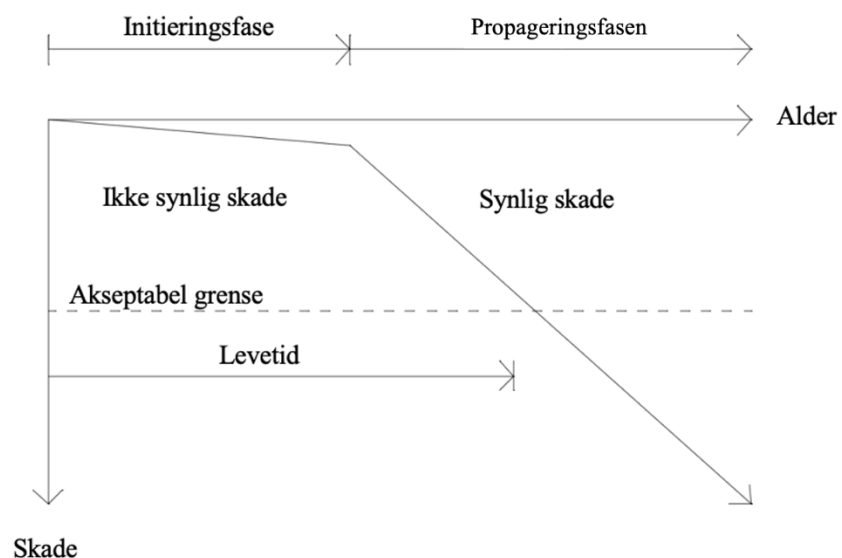 Initieringsfase
Propageringsfasen
Alder
Ikke synlig skade
Synlig skade
Akseptabel grense
Levetid
Skade